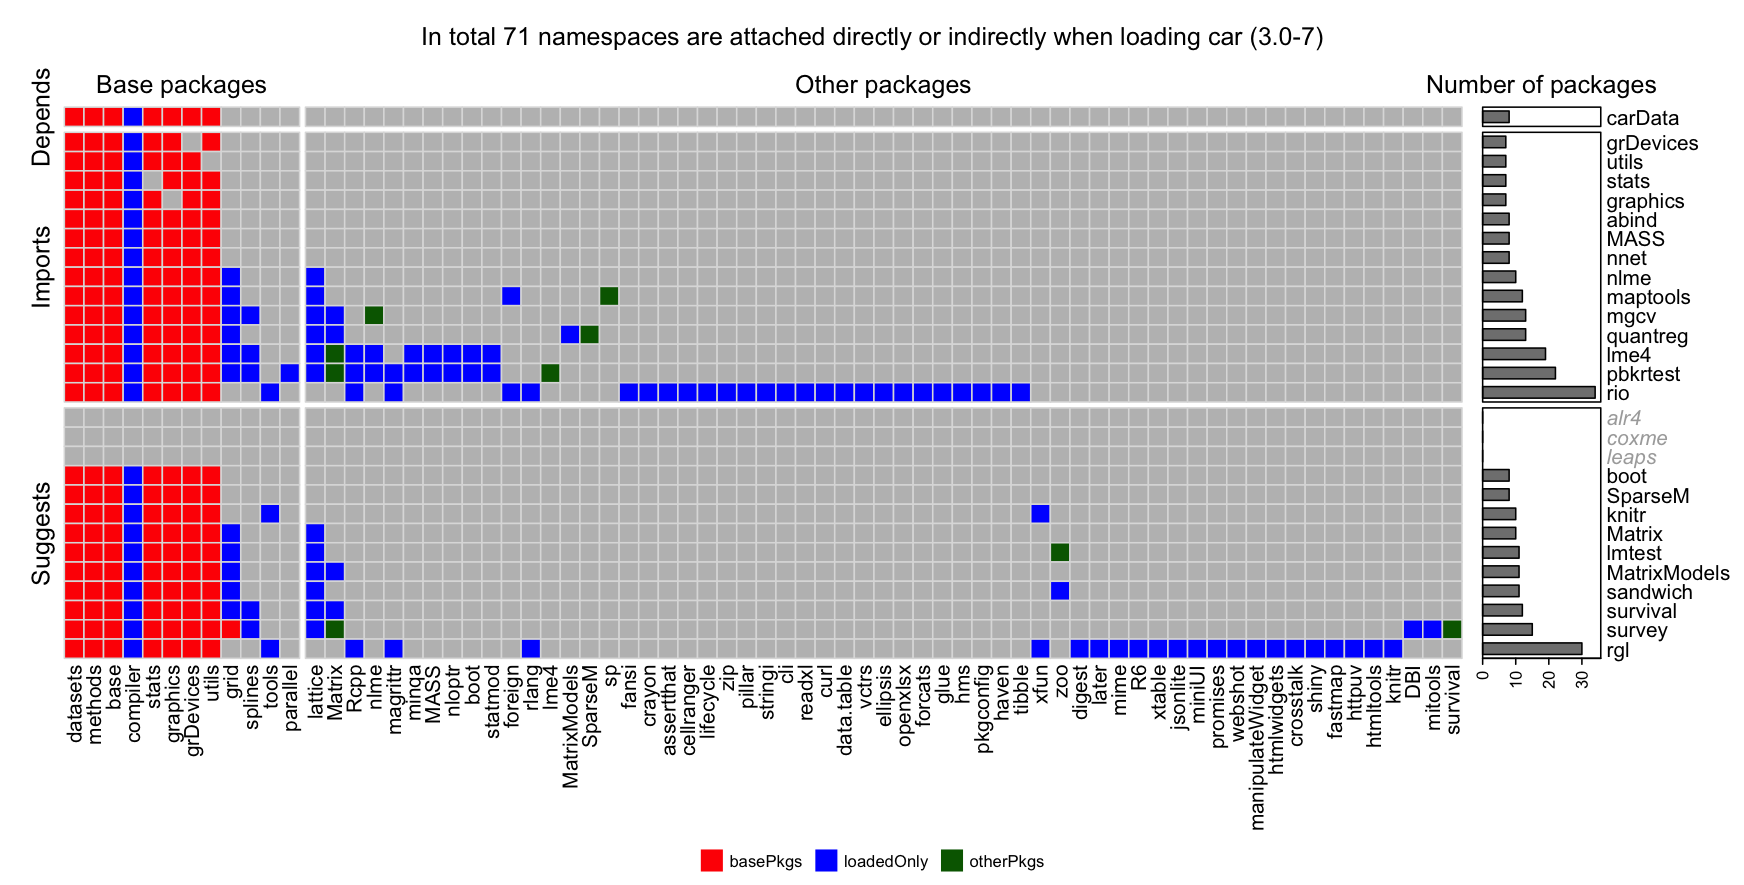 In total 71 namespaces are attached directly or indirectly when loading car (3.0-7)
Base packages
Other packages
Number of packages
Depends
carData
Imports
grDevices
utils
stats
graphics
abind
MASS
nnet
nlme
maptools
mgcv
quantreg
lme4
pbkrtest
rio
Suggests
alr4
coxme
leaps
boot
SparseM
knitr
Matrix
lmtest
MatrixModels
sandwich
survival
survey
rgl
datasets
methods
base
compiler
stats
graphics
grDevices
utils
grid
splines
tools
parallel
lattice
Matrix
Rcpp
nlme
magrittr
minqa
MASS
nloptr
boot
statmod
foreign
rlang
lme4
MatrixModels
SparseM
sp
fansi
crayon
assertthat
cellranger
lifecycle
zip
pillar
stringi
cli
readxl
curl
data.table
vctrs
ellipsis
openxlsx
forcats
glue
hms
pkgconfig
haven
tibble
xfun
zoo
digest
later
mime
R6
xtable
jsonlite
miniUI
promises
webshot
manipulateWidget
htmlwidgets
crosstalk
shiny
fastmap
httpuv
htmltools
knitr
DBI
mitools
survival
0
10
20
30
basePkgs
loadedOnly
otherPkgs